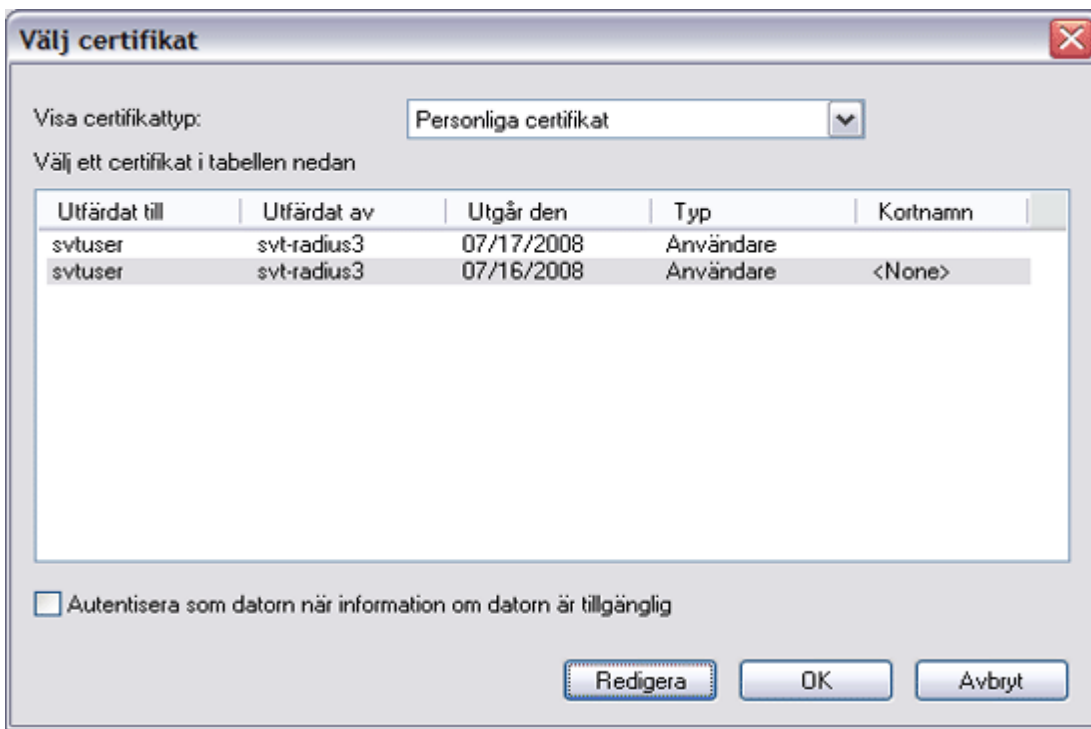 Välj certifikat
Visa certifikattyp: Personliga certifikat
Välj ett certifikat i tabellen nedan
Utfärdat till Utfärdat av Utgår den Typ Kortnamn
svtuser svt-radius3 07/17/2008 Användare
svtuser svt-radius3 07/16/2008 Användare <None>
Autentisera som datorn när information om datorn är tillgänglig
Redigera OK Avbryt